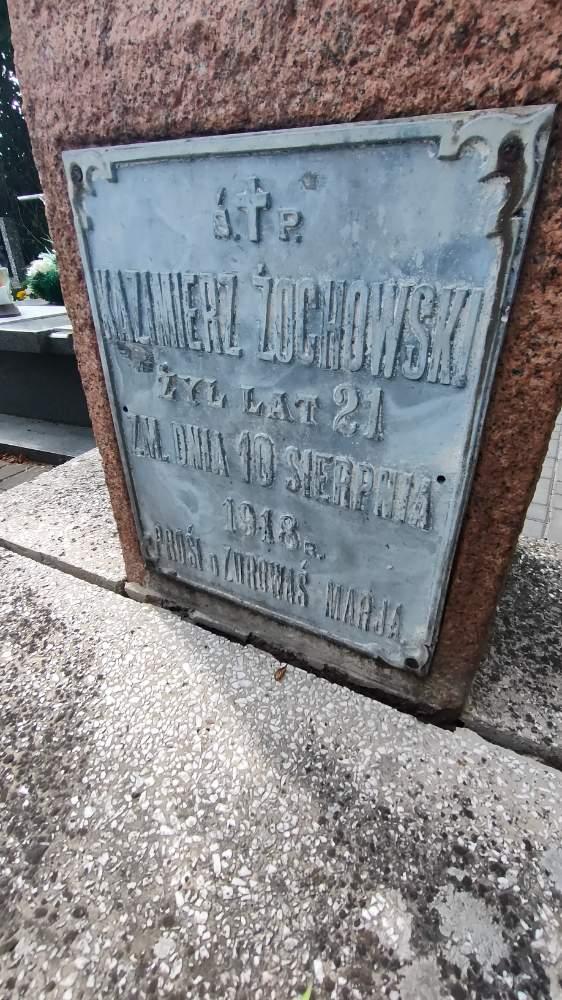 Ś. † P.
KAZIMIERZ ŻOCHOWSKI
ŻYŁ LAT 21
ZM. DNIA 10 SIERPNIA
1918 R.
PROSI O ZDROWAŚ MARJA